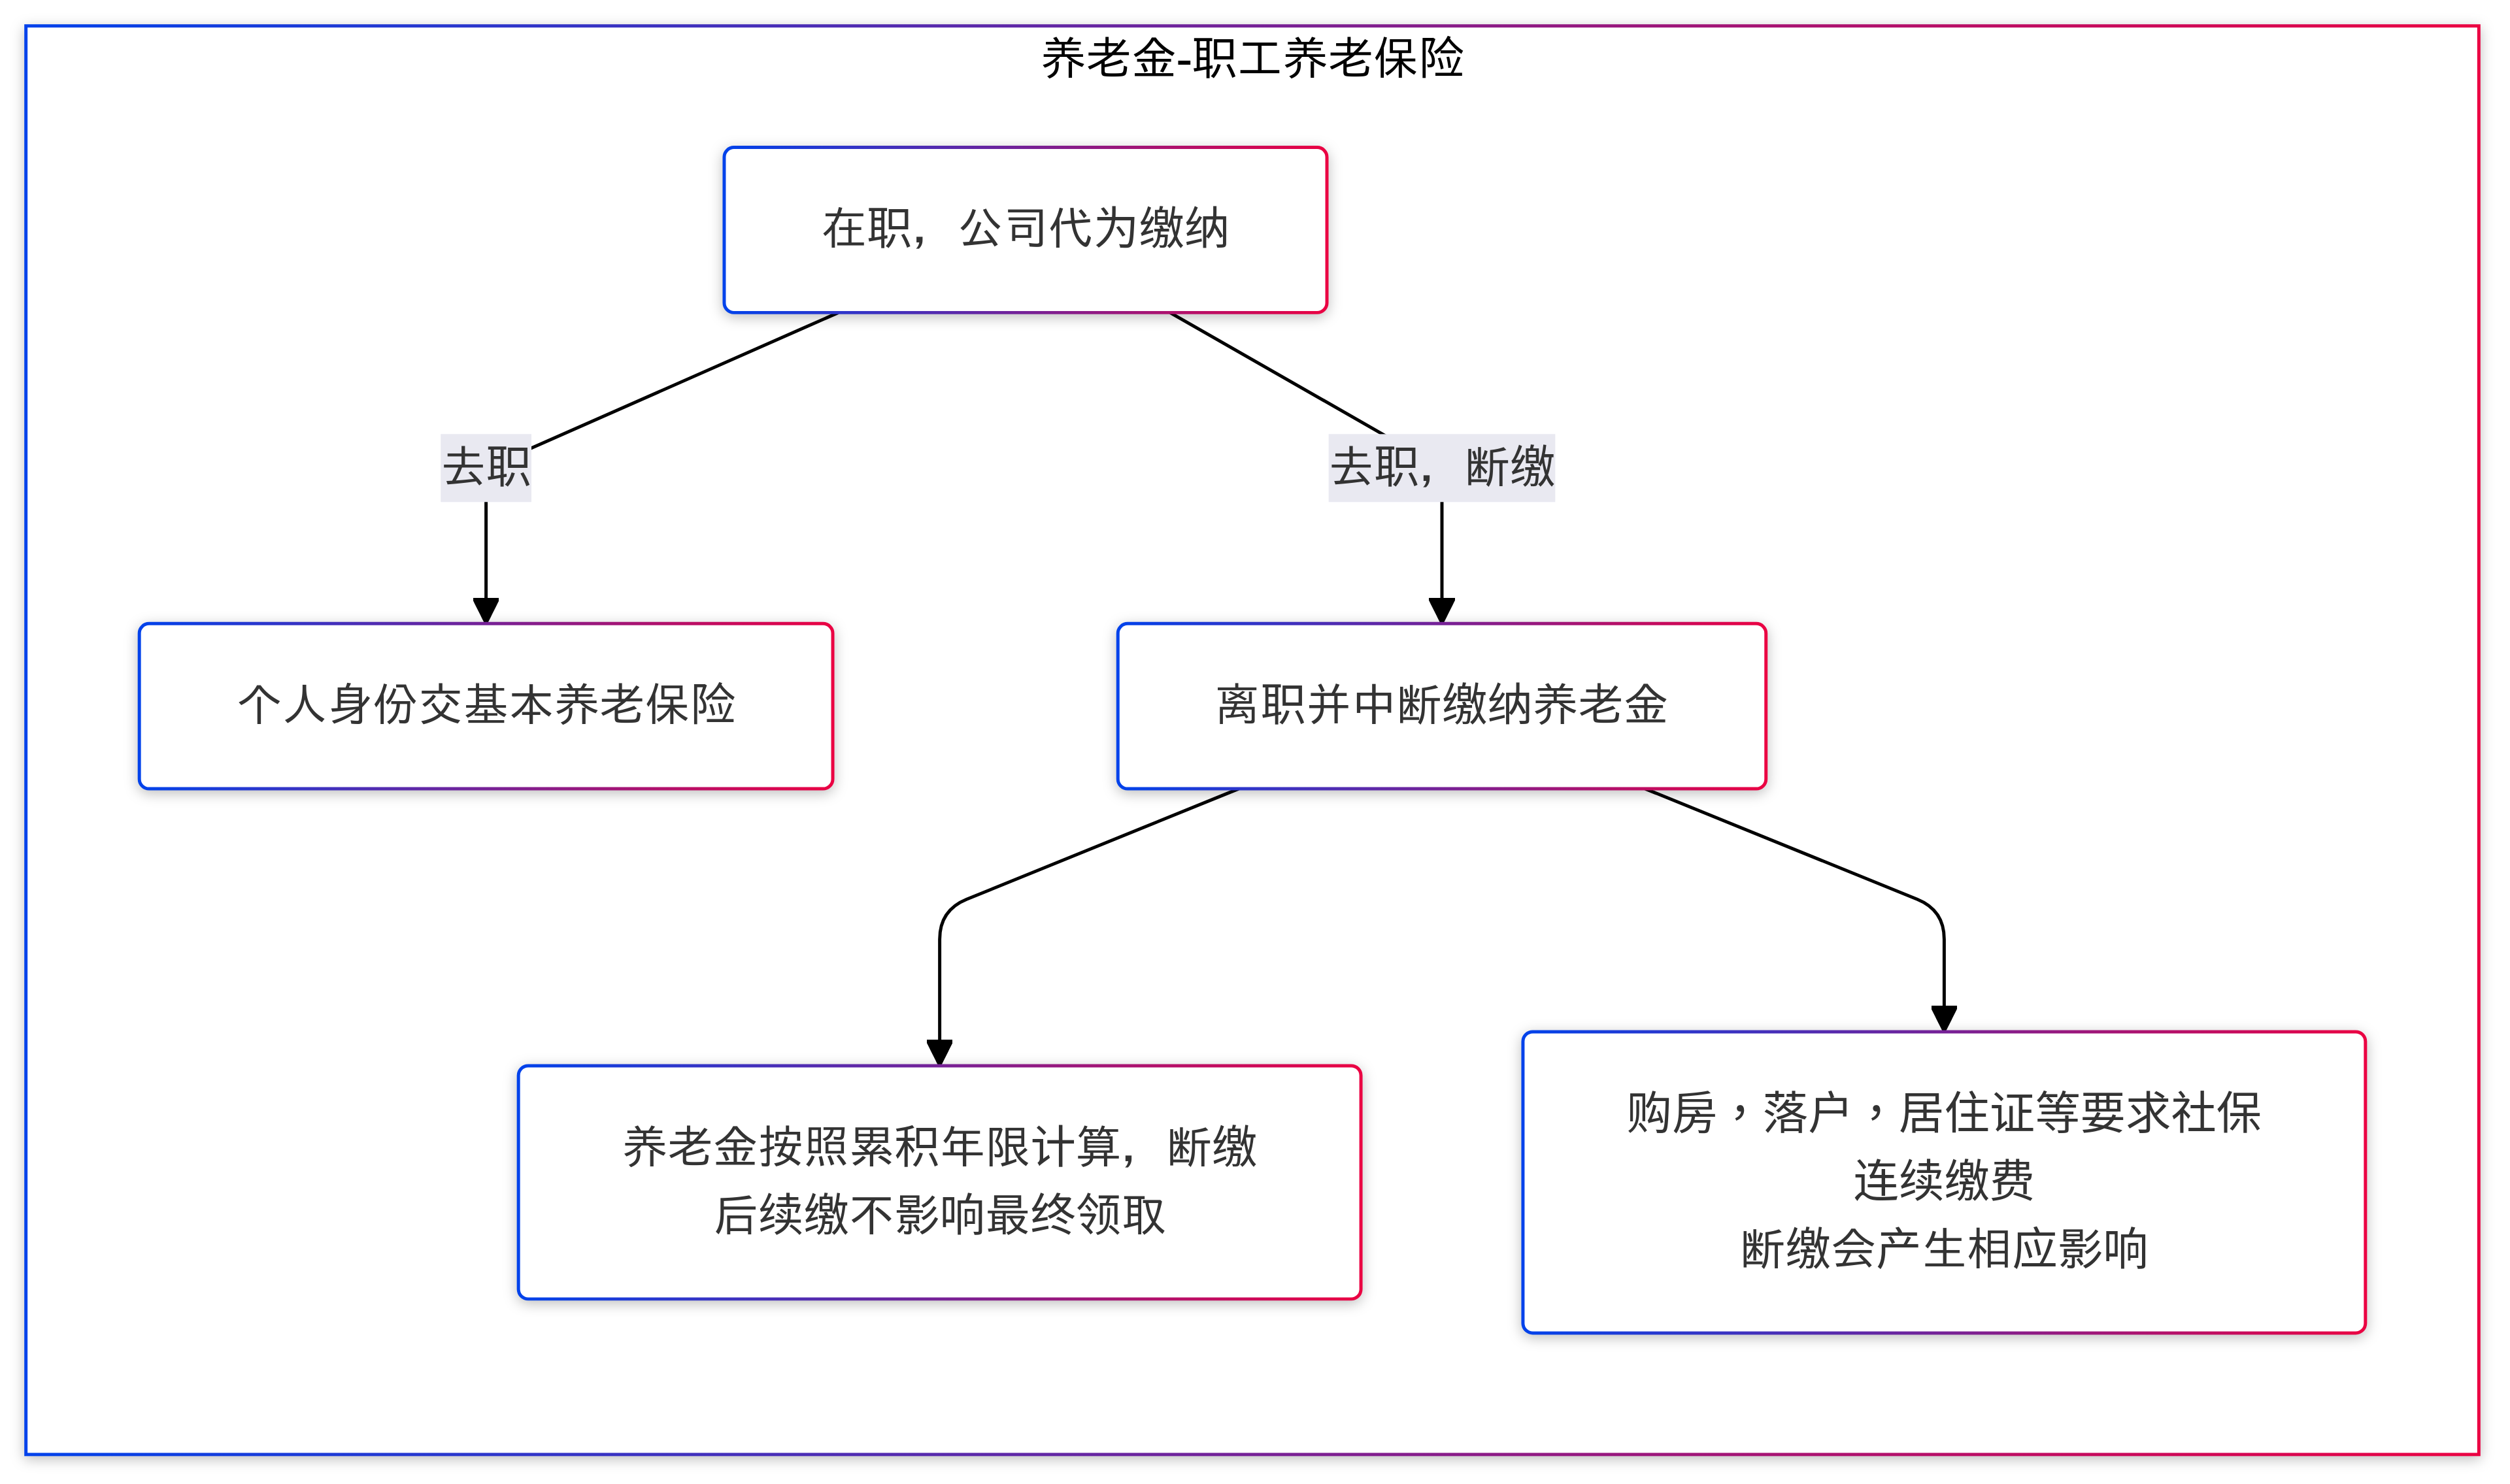 养老金-职工养老保险
在职，公司代为缴纳
去职
去职，断缴
个人身份交基本养老保险
离职并中断缴纳养老金
养老金按照累积年限计算，断缴
后续缴不影响最终领取
购房，落户，居住证等要求社保
连续缴费
断缴会产生相应影响